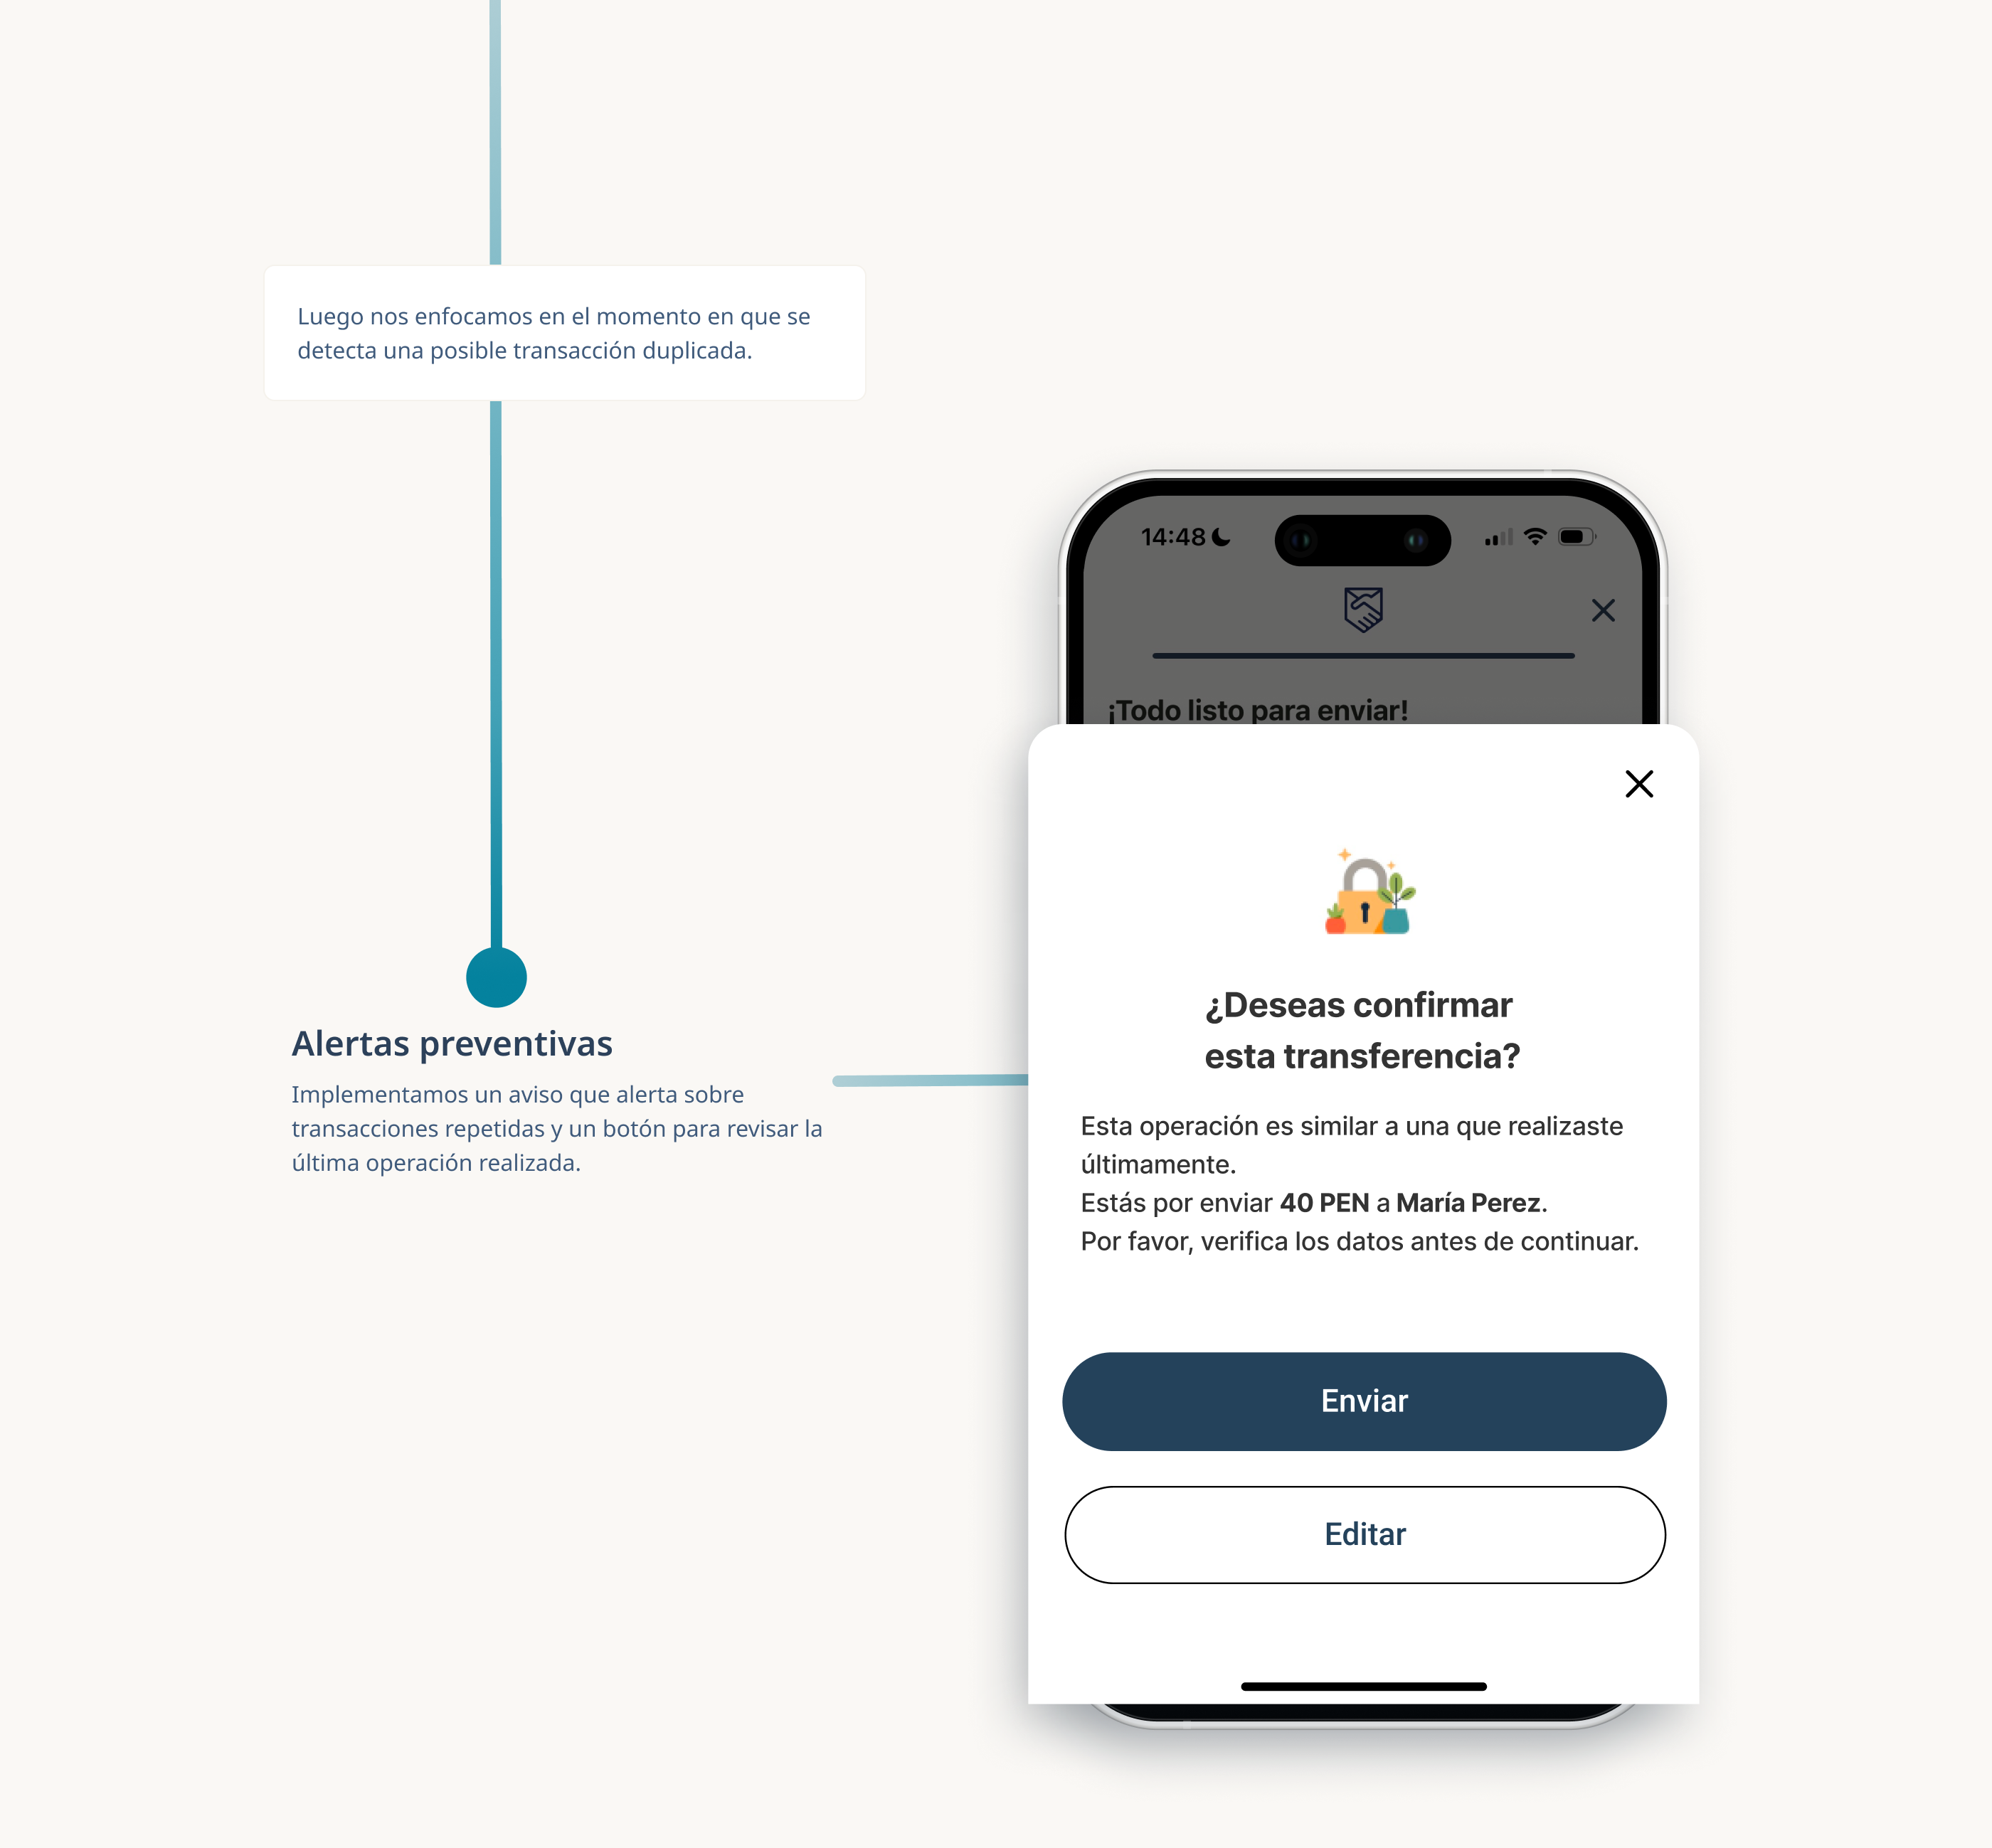 Luego nos enfocamos en el momento en que se
detecta una posible transacción duplicada.
Alertas preventivas
Implementamos un aviso que alerta sobre
transacciones repetidas y un botón para revisar la
última operación realizada.
14:48
¡Todo listo para enviar!
¿Deseas confirmar
esta transferencia?
Esta operación es similar a una que realizaste
últimamente.
Estás por enviar 40 PEN a María Perez.
Por favor, verifica los datos antes de continuar.
Enviar
Editar